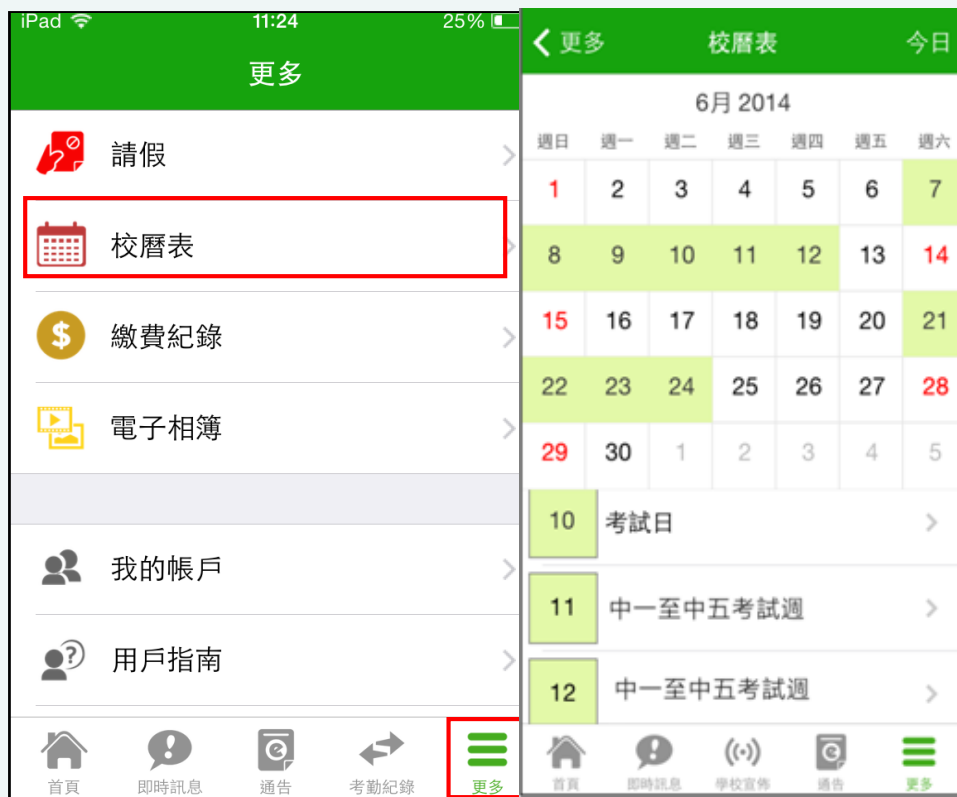 iPad 11:24 25%
更多
請假
校曆表
繳費紀錄
電子相簿
我的帳戶
用戶指南
首頁 即時訊息 通告 考勤紀錄 更多
更多 校曆表 今日
6月 2014
週日 週一 週二 週三 週四 週五 週六
1 2 3 4 5 6 7
8 9 10 11 12 13 14
15 16 17 18 19 20 21
22 23 24 25 26 27 28
29 30 1 2 3 4 5
10 考試日
11 中一至中五考試週
12 中一至中五考試週
首頁 即時訊息 學校宣佈 通告 更多